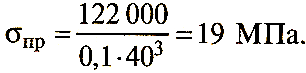 σпр = 122 000 / 0,1·40³ = 19 МПа.